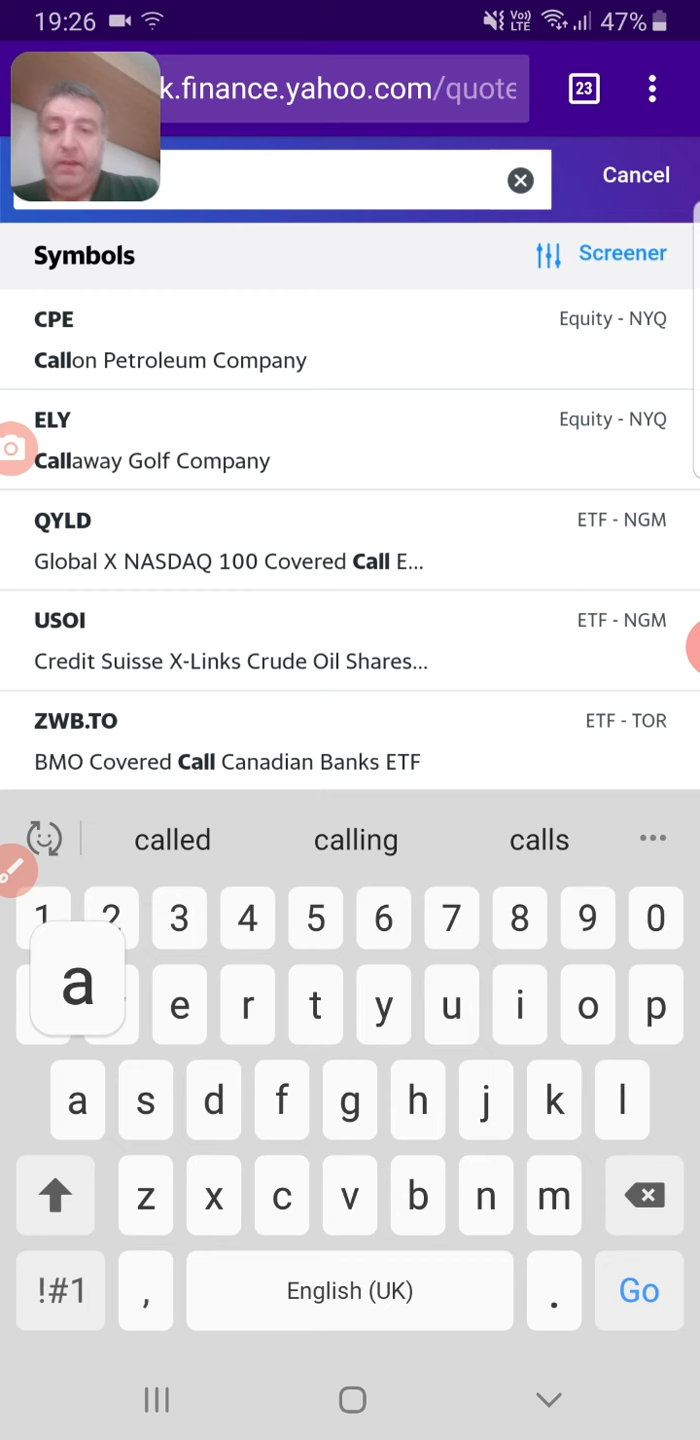 19:26 Vo)) LTE 47%
k.finance.yahoo.com/quote 23
Cancel
Symbols Screener
CPE Equity - NYQ
Callon Petroleum Company
ELY Equity - NYQ
Callaway Golf Company
QYLD ETF - NGM
Global X NASDAQ 100 Covered Call E...
USOI ETF - NGM
Credit Suisse X-Links Crude Oil Shares...
ZWB.TO ETF - TOR
BMO Covered Call Canadian Banks ETF
called calling calls
1 2 3 4 5 6 7 8 9 0
a e r t y u i o p
a s d f g h j k l
z x c v b n m
!#1 , English (UK) . Go